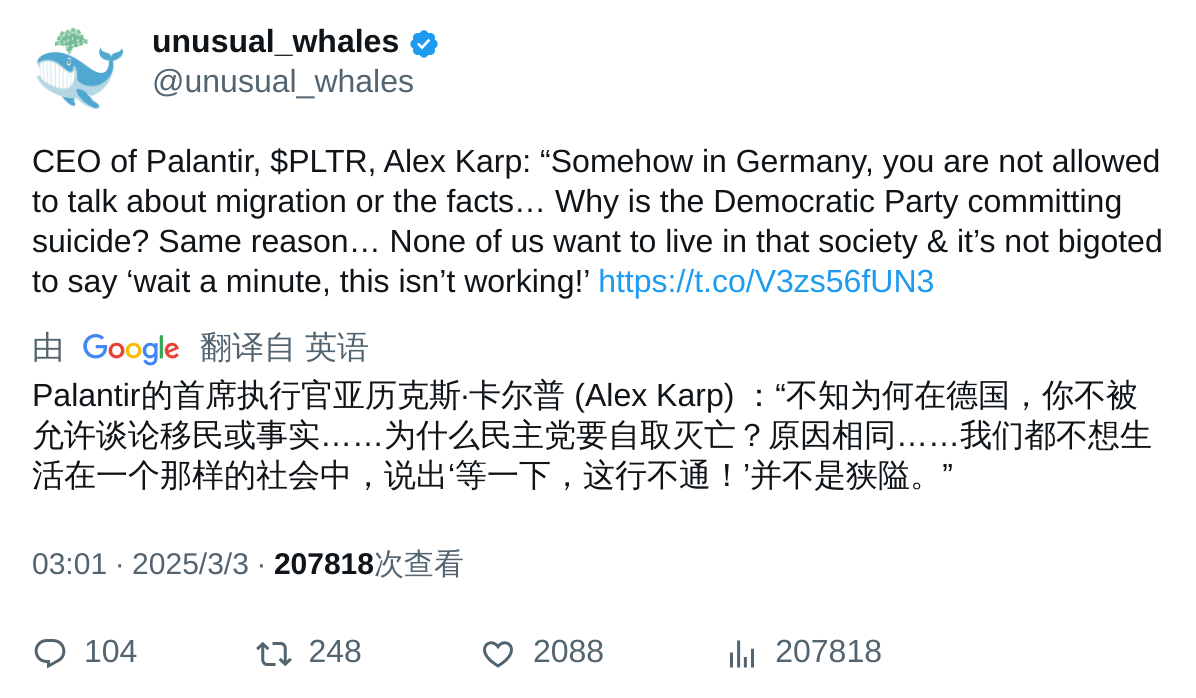 unusual_whales
@unusual_whales
CEO of Palantir, $PLTR, Alex Karp: “Somehow in Germany, you are not allowed
to talk about migration or the facts… Why is the Democratic Party committing
suicide? Same reason… None of us want to live in that society & it’s not bigoted
to say ‘wait a minute, this isn’t working!’ https://t.co/V3zs56fUN3
由 Google 翻译自 英语
Palantir的首席执行官亚历克斯·卡尔普 (Alex Karp) ：“不知为何在德国，你不被
允许谈论移民或事实……为什么民主党要自取灭亡？原因相同……我们都不想生
活在一个那样的社会中，说出‘等一下，这行不通！’并不是狭隘。”
03:01 · 2025/3/3 · 207818次查看
104 248 2088 207818